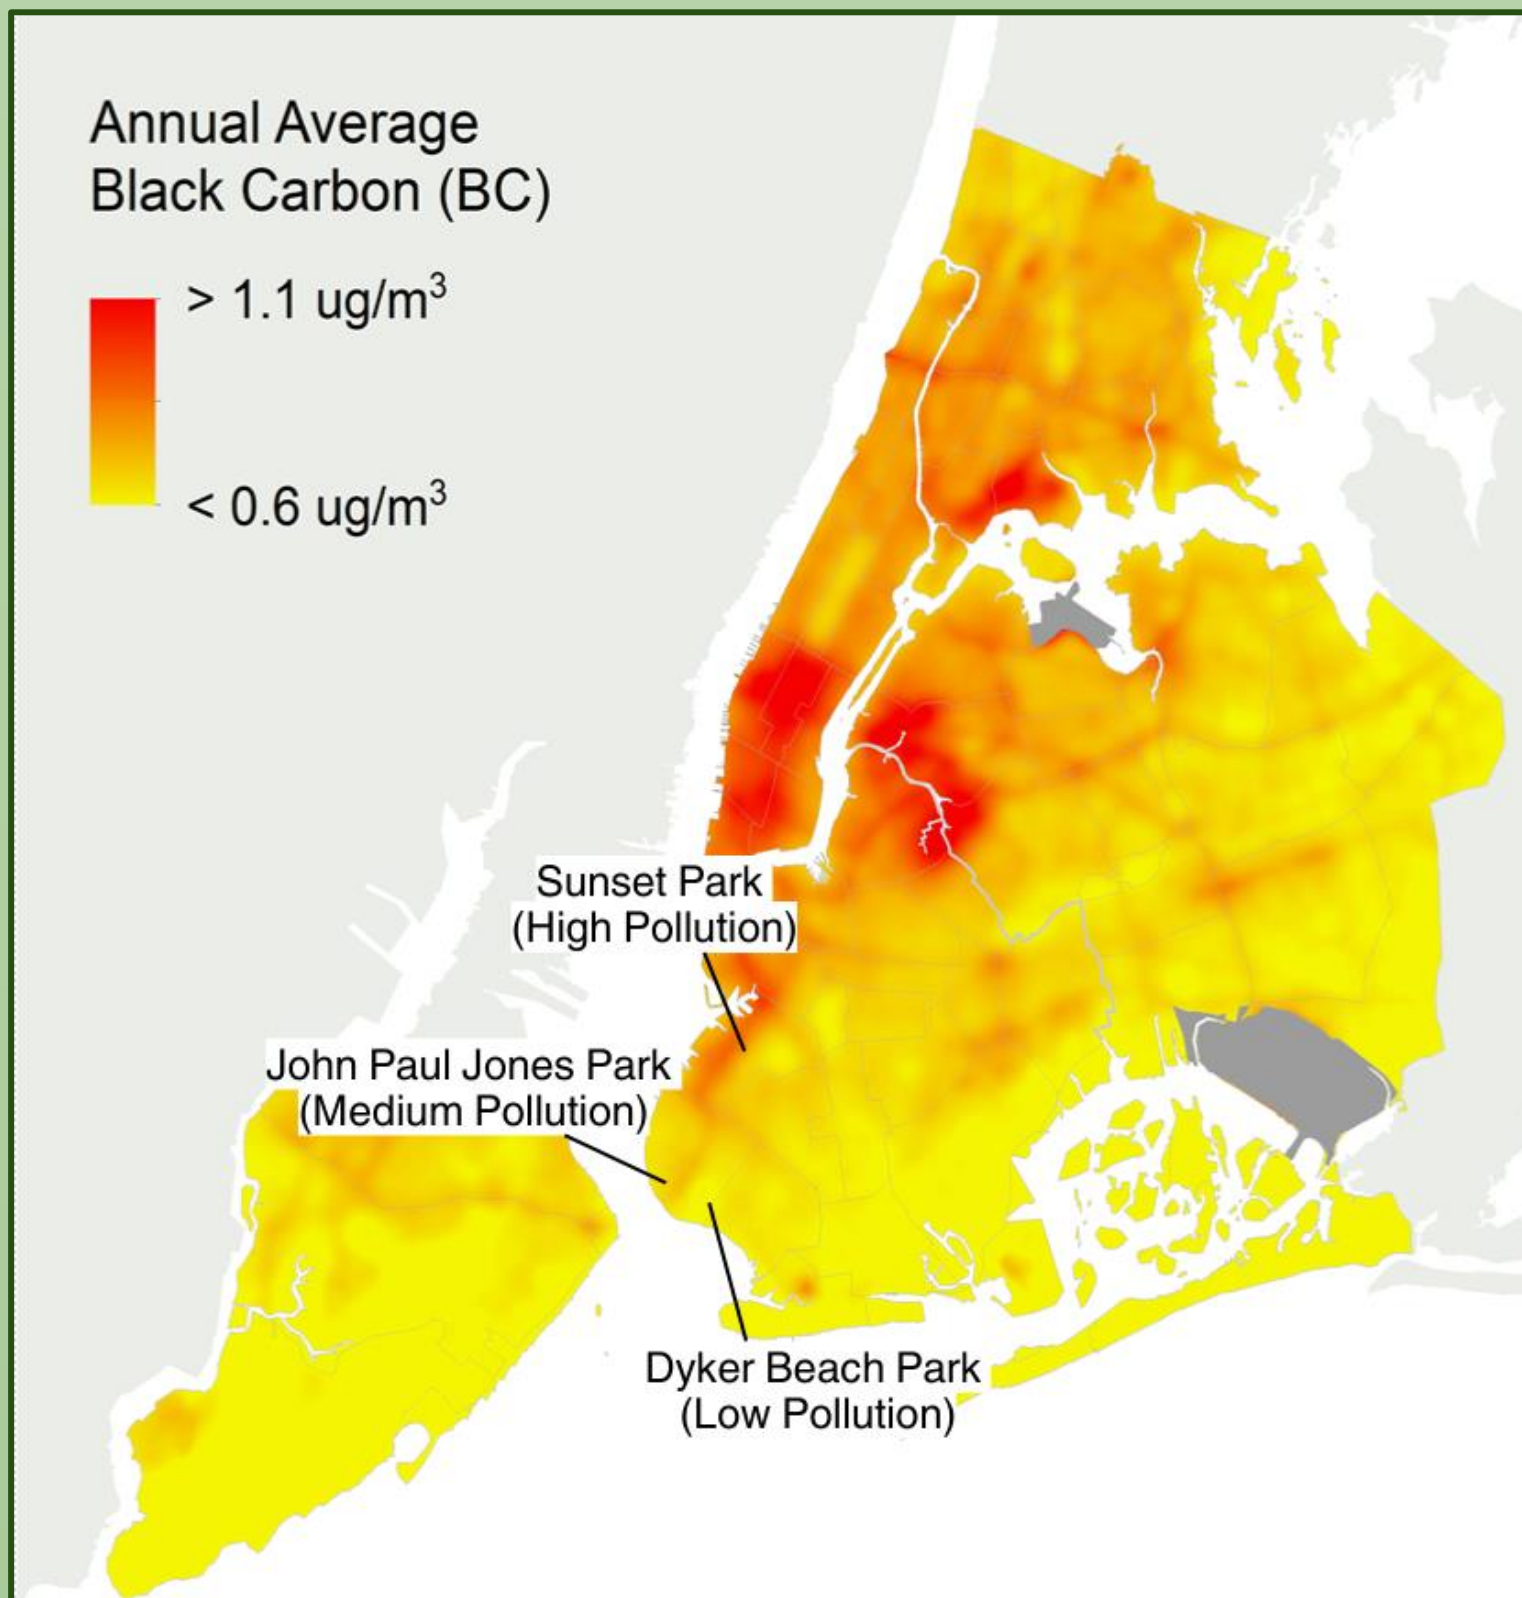 Annual Average
Black Carbon (BC)
> 1.1 ug/m³
< 0.6 ug/m³
Sunset Park
(High Pollution)
John Paul Jones Park
(Medium Pollution)
Dyker Beach Park
(Low Pollution)